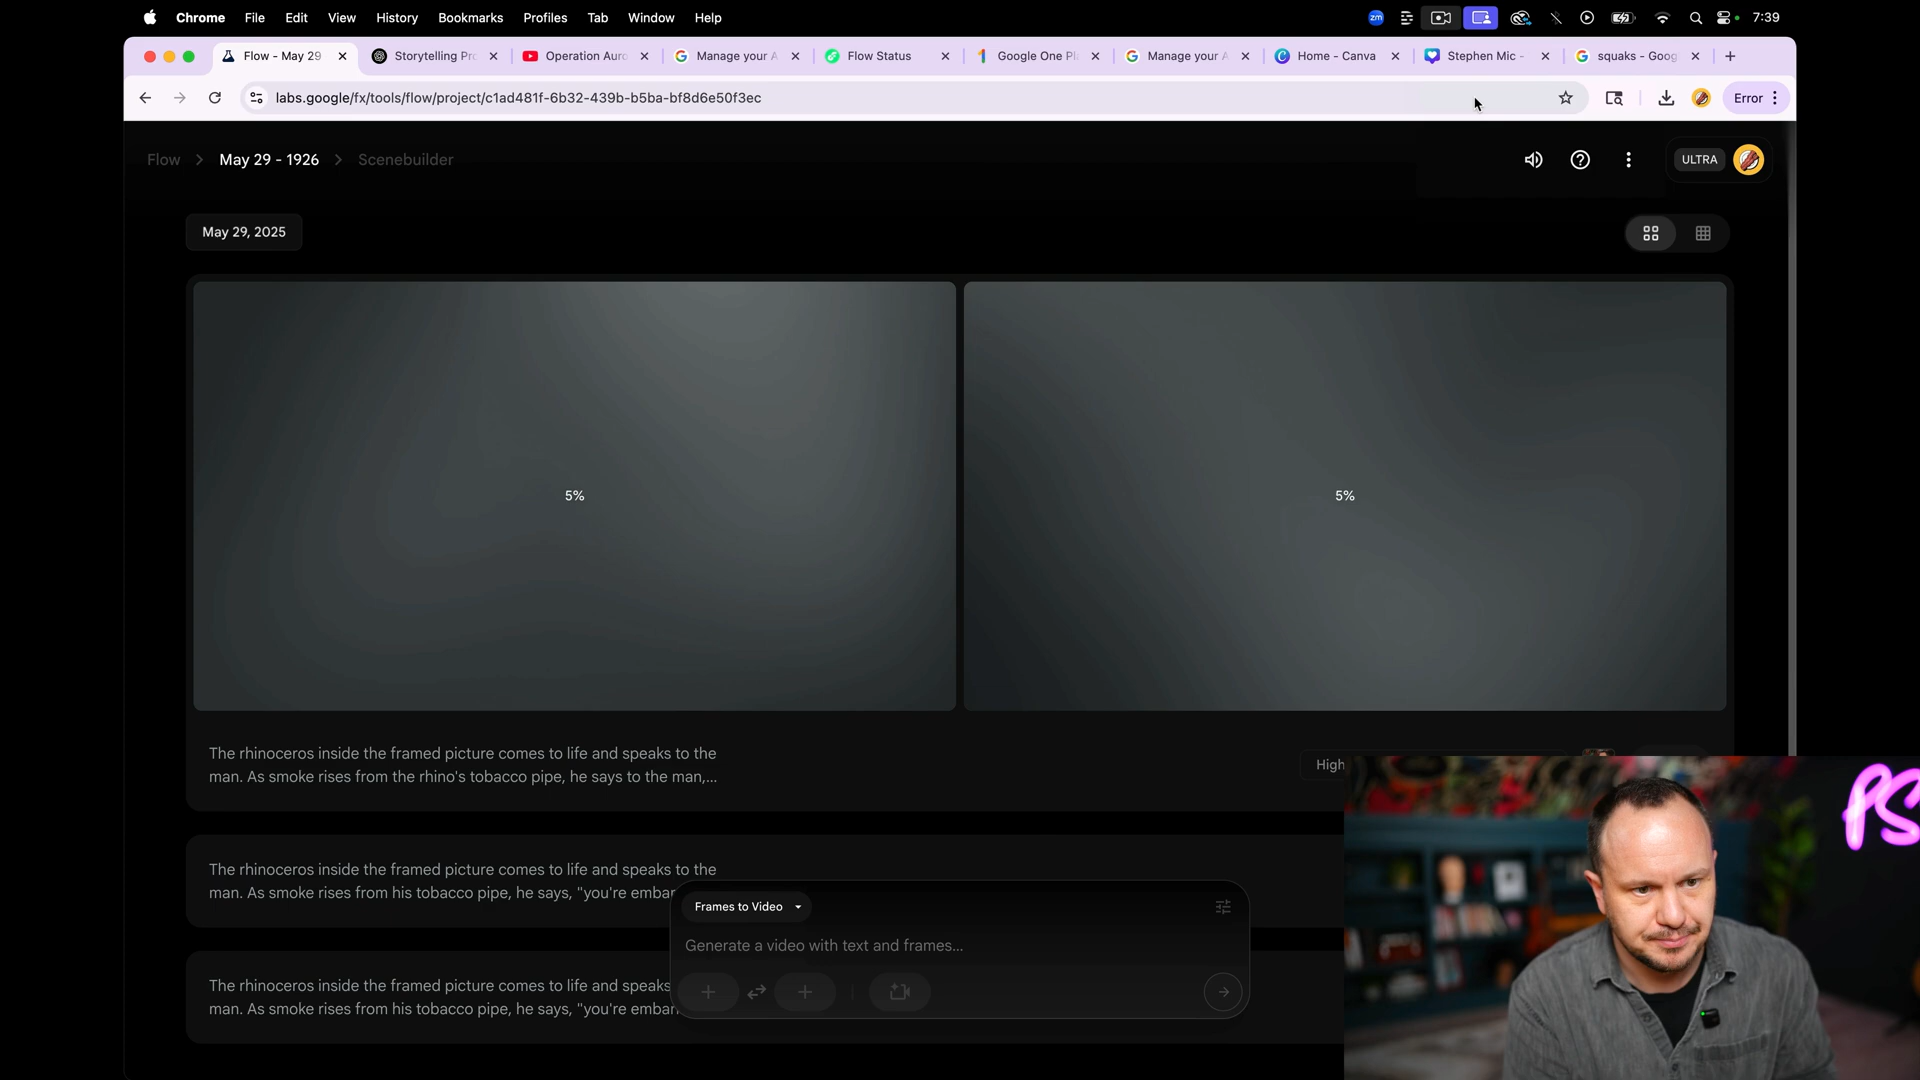 Chrome File Edit View History Bookmarks Profiles Tab Window Help
zm
7:39
Flow - May 29
Storytelling Pr
Operation Auro
Manage your A
Flow Status
Google One Pl
Manage your A
Home - Canva
Stephen Mic -
squaks - Goog
labs.google/fx/tools/flow/project/c1ad481f-6b32-439b-b5ba-bf8d6e50f3ec
Error
Flow > May 29 - 1926 > Scenebuilder
ULTRA
May 29, 2025
5%
5%
The rhinoceros inside the framed picture comes to life and speaks to the
man. As smoke rises from the rhino's tobacco pipe, he says to the man,...
High
The rhinoceros inside the framed picture comes to life and speaks to the
man. As smoke rises from his tobacco pipe, he says, "you're embar
Frames to Video
Generate a video with text and frames...
The rhinoceros inside the framed picture comes to life and speaks
man. As smoke rises from his tobacco pipe, he says, "you're embar
PS